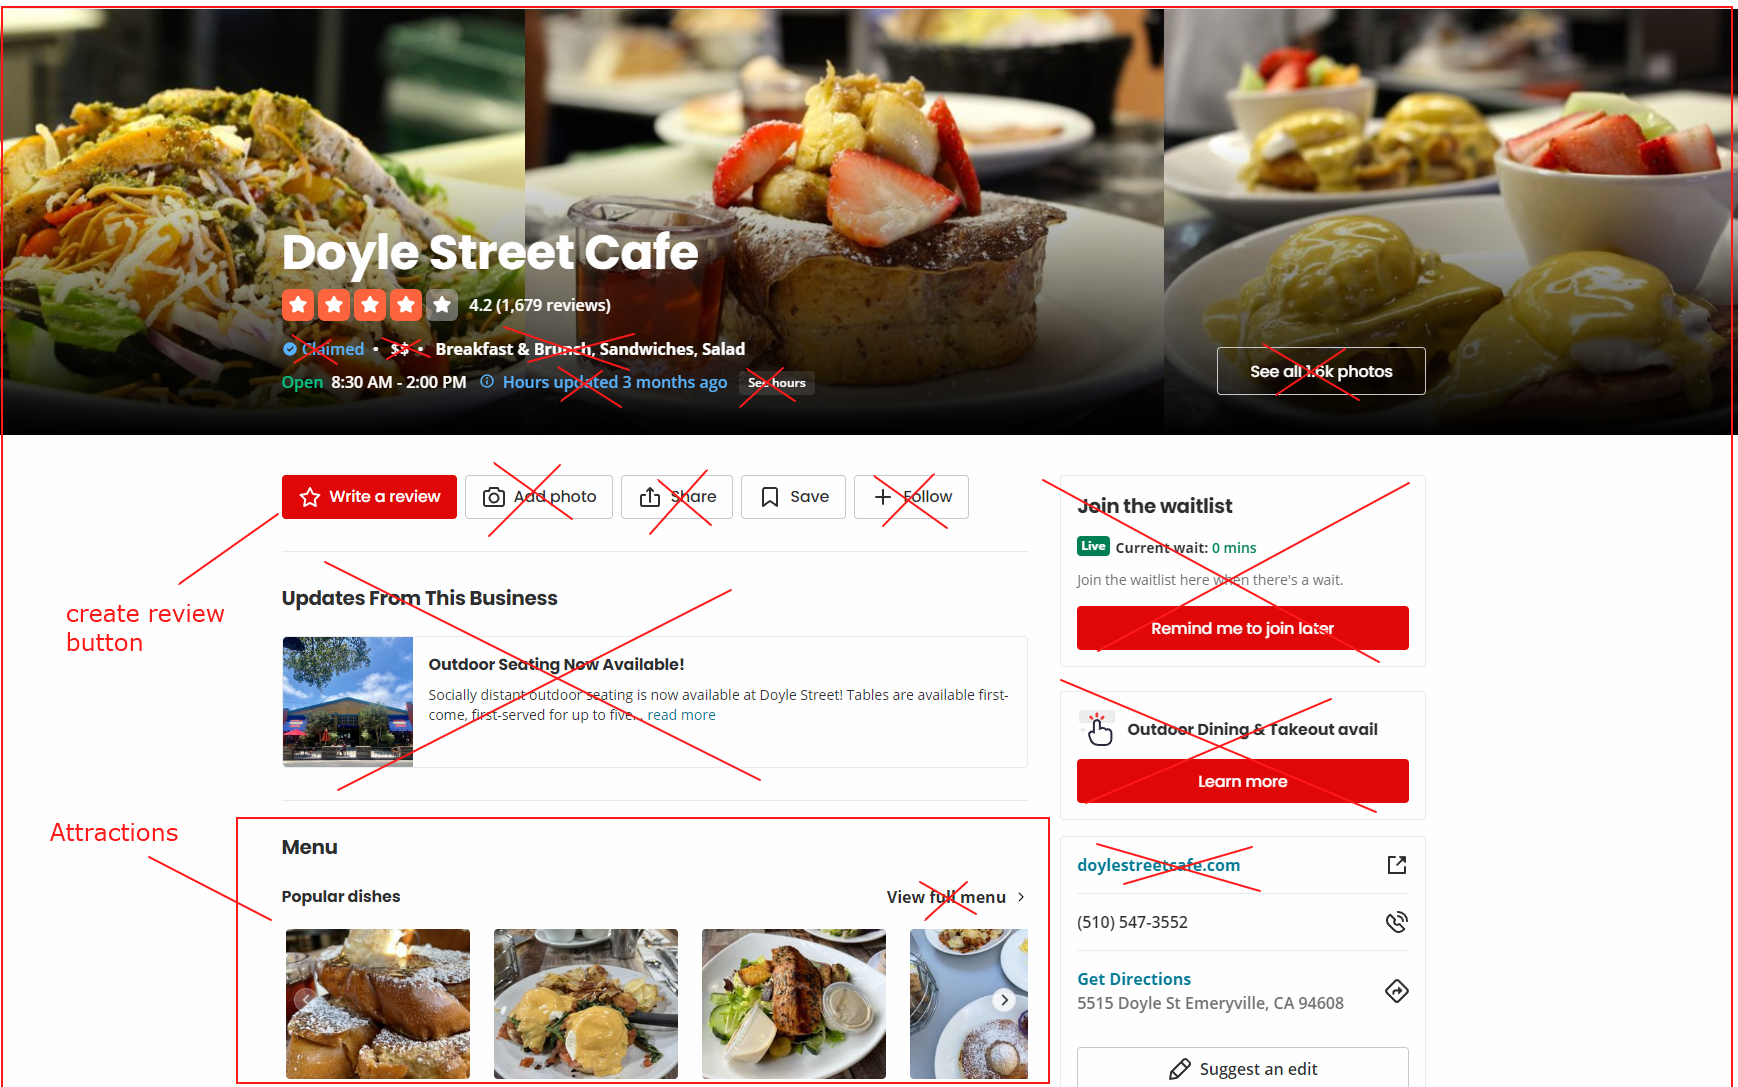 Doyle Street Cafe
4.2 (1,679 reviews)
Claimed • $$ • Breakfast & Brunch, Sandwiches, Salad
Open 8:30 AM - 2:00 PM Hours updated 3 months ago See hours
See all 1.6k photos
Write a review
Add photo
Share
Save
Follow
create review
button
Updates From This Business
Outdoor Seating Now Available!
Socially distant outdoor seating is now available at Doyle Street! Tables are available first-
come, first-served for up to five... read more
Attractions
Menu
Popular dishes
View full menu
Join the waitlist
Live Current wait: 0 mins
Join the waitlist here when there's a wait.
Remind me to join later
Outdoor Dining & Takeout avail
Learn more
doylestreetcafe.com
(510) 547-3552
Get Directions
5515 Doyle St Emeryville, CA 94608
Suggest an edit